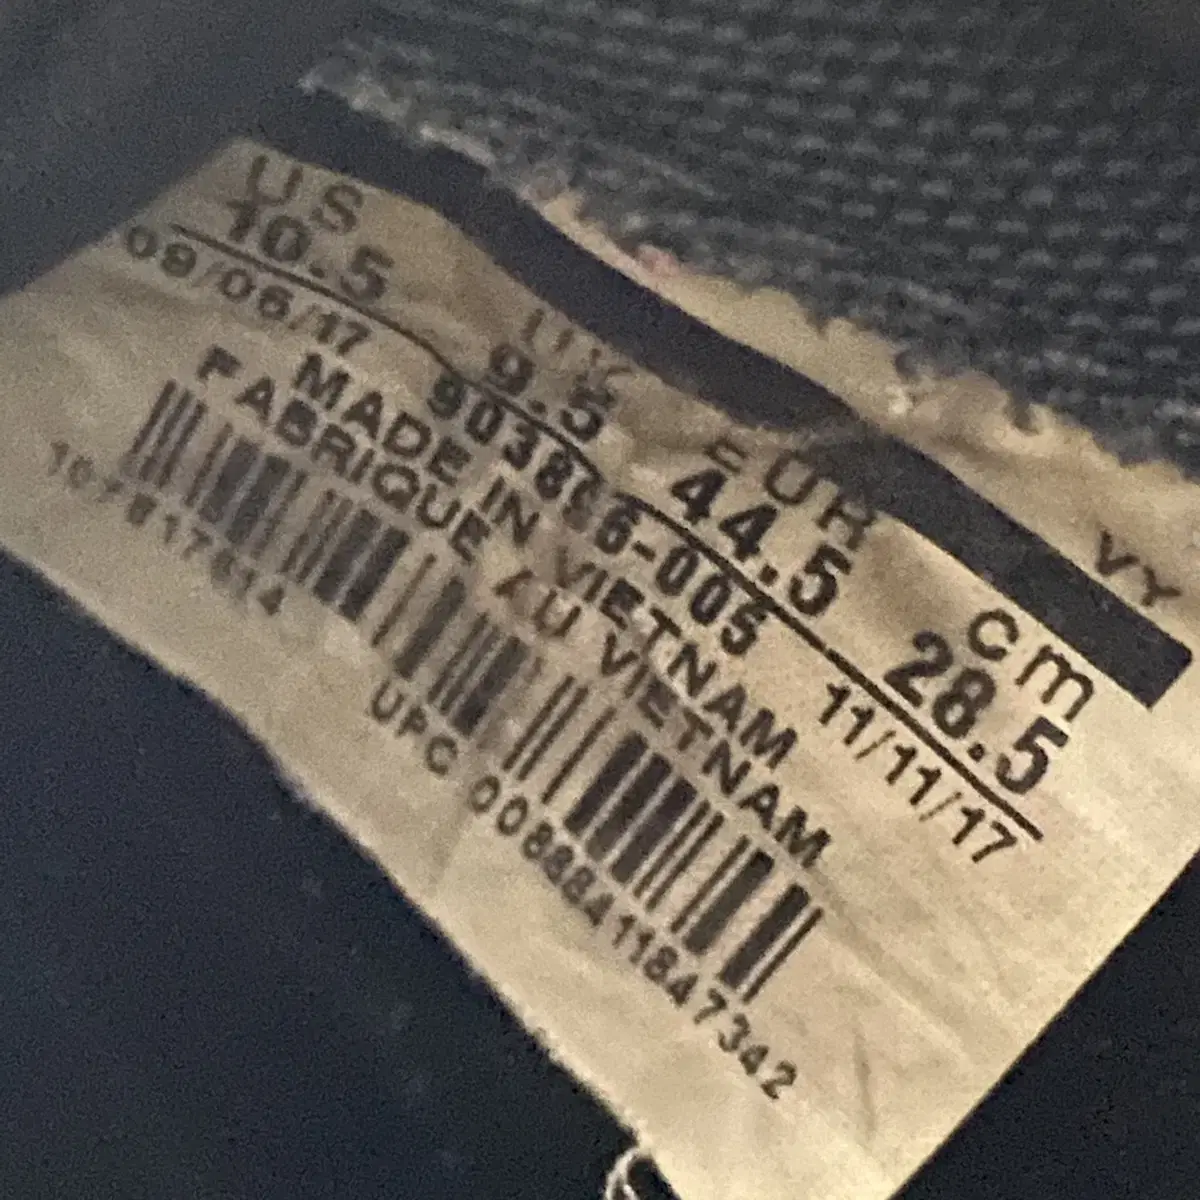 US UK EUR cm VY
10.5 9.5 44.5 28.5
09/06/17 11/11/17
MADE IN VIETNAM
FABRIQUE AU VIETNAM
UPC 00888411847342